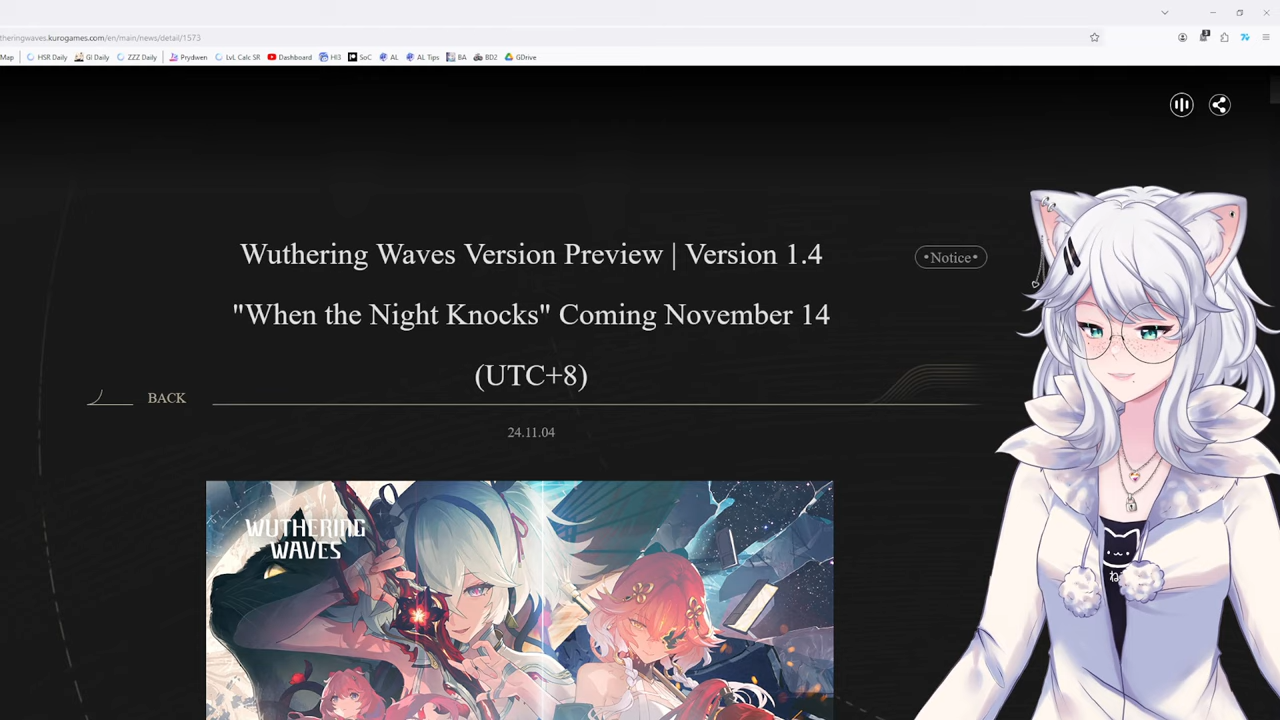 theringwaves.kurogames.com/en/main/news/detail/1573
Map HSR Daily GI Daily ZZZ Daily Prydwen LvL Calc SR Dashboard HI3 SoC AL AL Tips BA BD2 GDrive
Wuthering Waves Version Preview | Version 1.4
•Notice•
"When the Night Knocks" Coming November 14
(UTC+8)
BACK
24.11.04
WUTHERING
WAVES